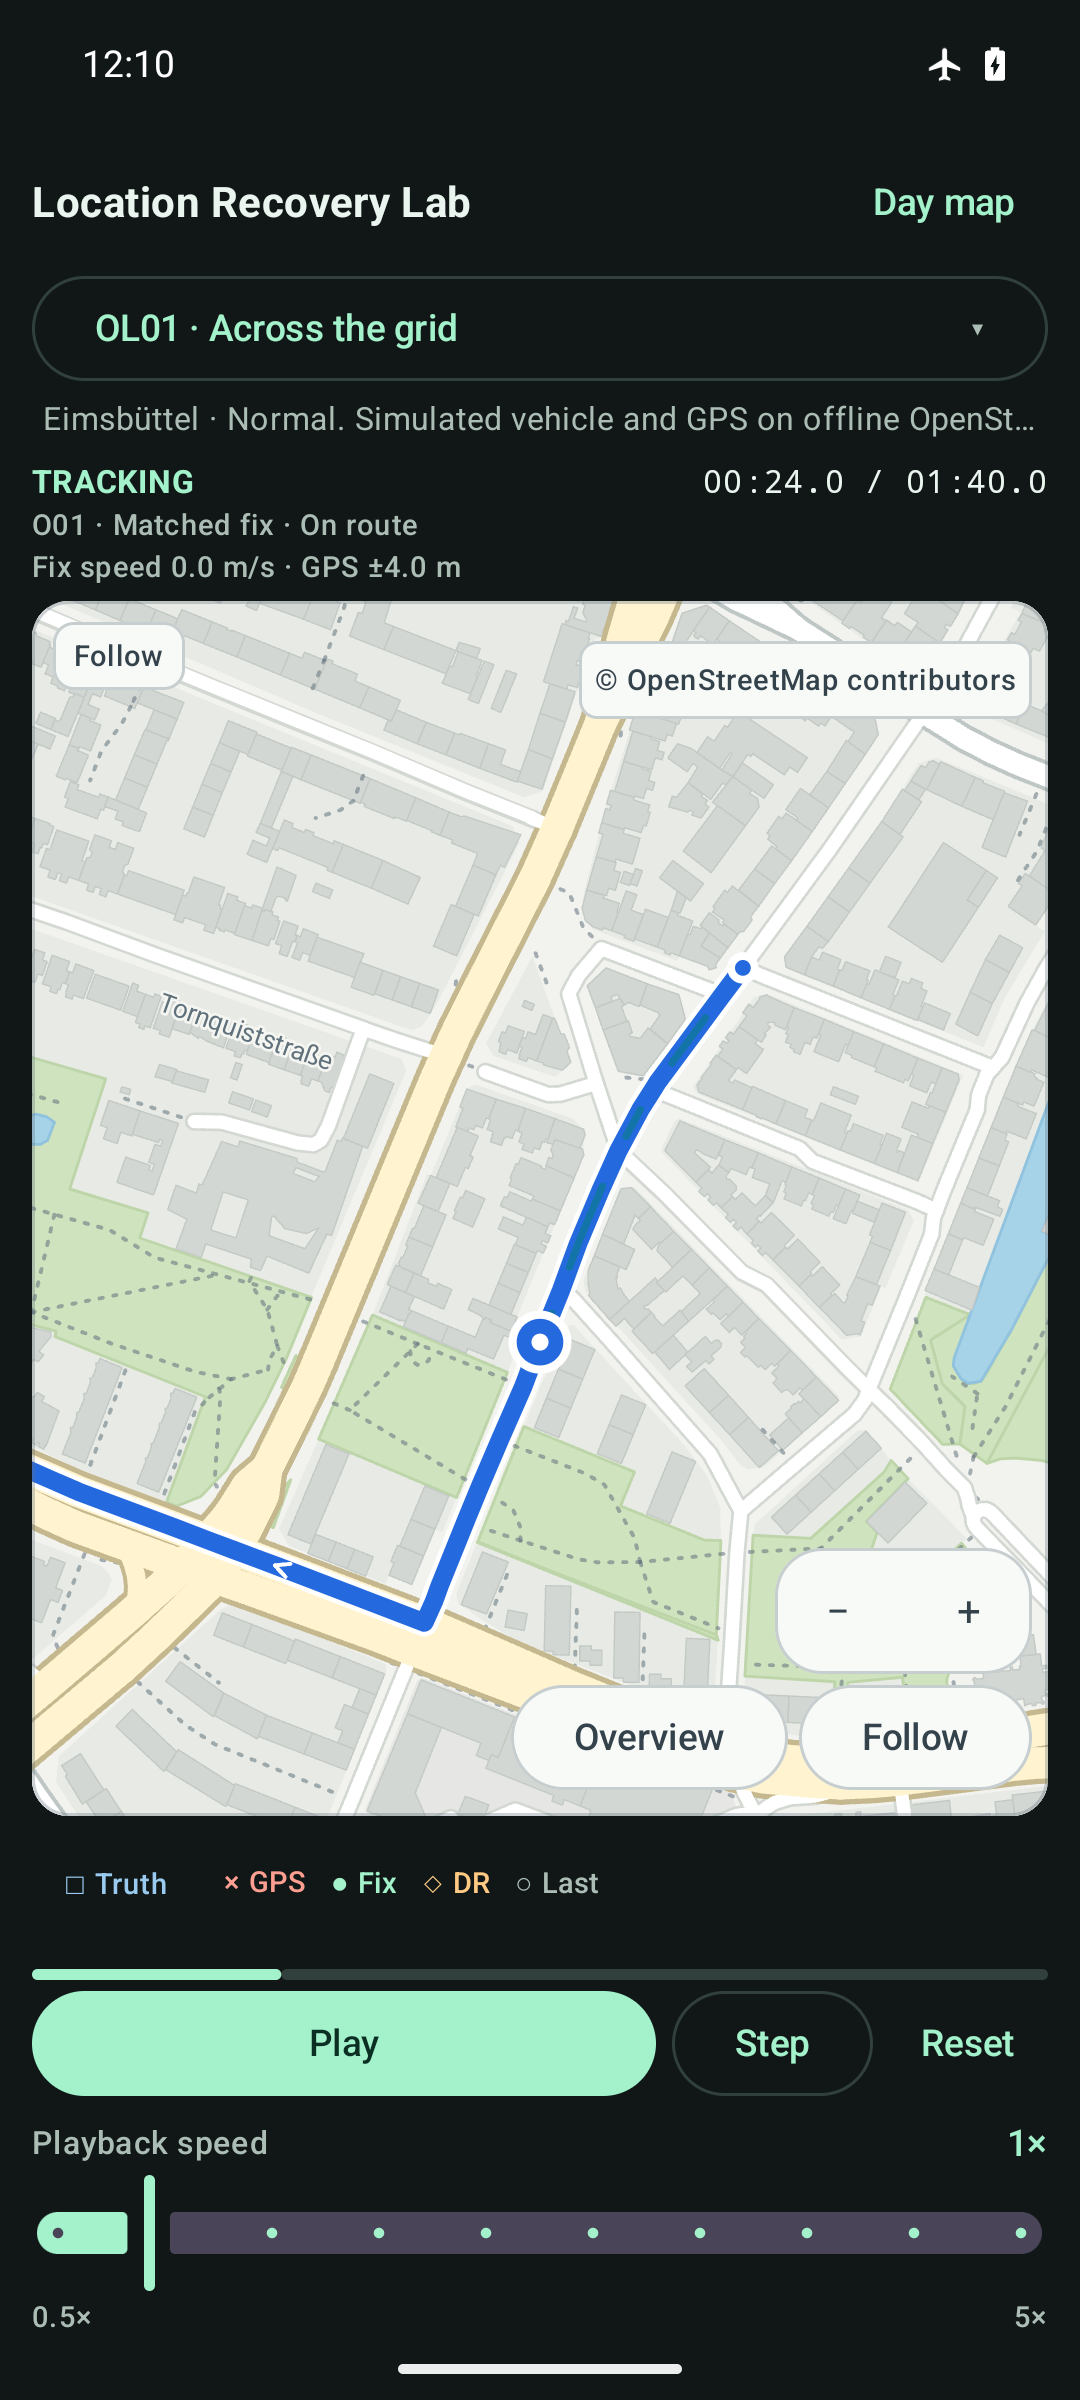 12:10
Location Recovery Lab
Day map
OL01 · Across the grid
Eimsbüttel · Normal. Simulated vehicle and GPS on offline OpenSt…
TRACKING
00:24.0 / 01:40.0
O01 · Matched fix · On route
Fix speed 0.0 m/s · GPS ±4.0 m
Follow
© OpenStreetMap contributors
Tornquiststraße
− +
Overview
Follow
□ Truth × GPS ● Fix ◇ DR ○ Last
Play
Step
Reset
Playback speed
1×
0.5×
5×